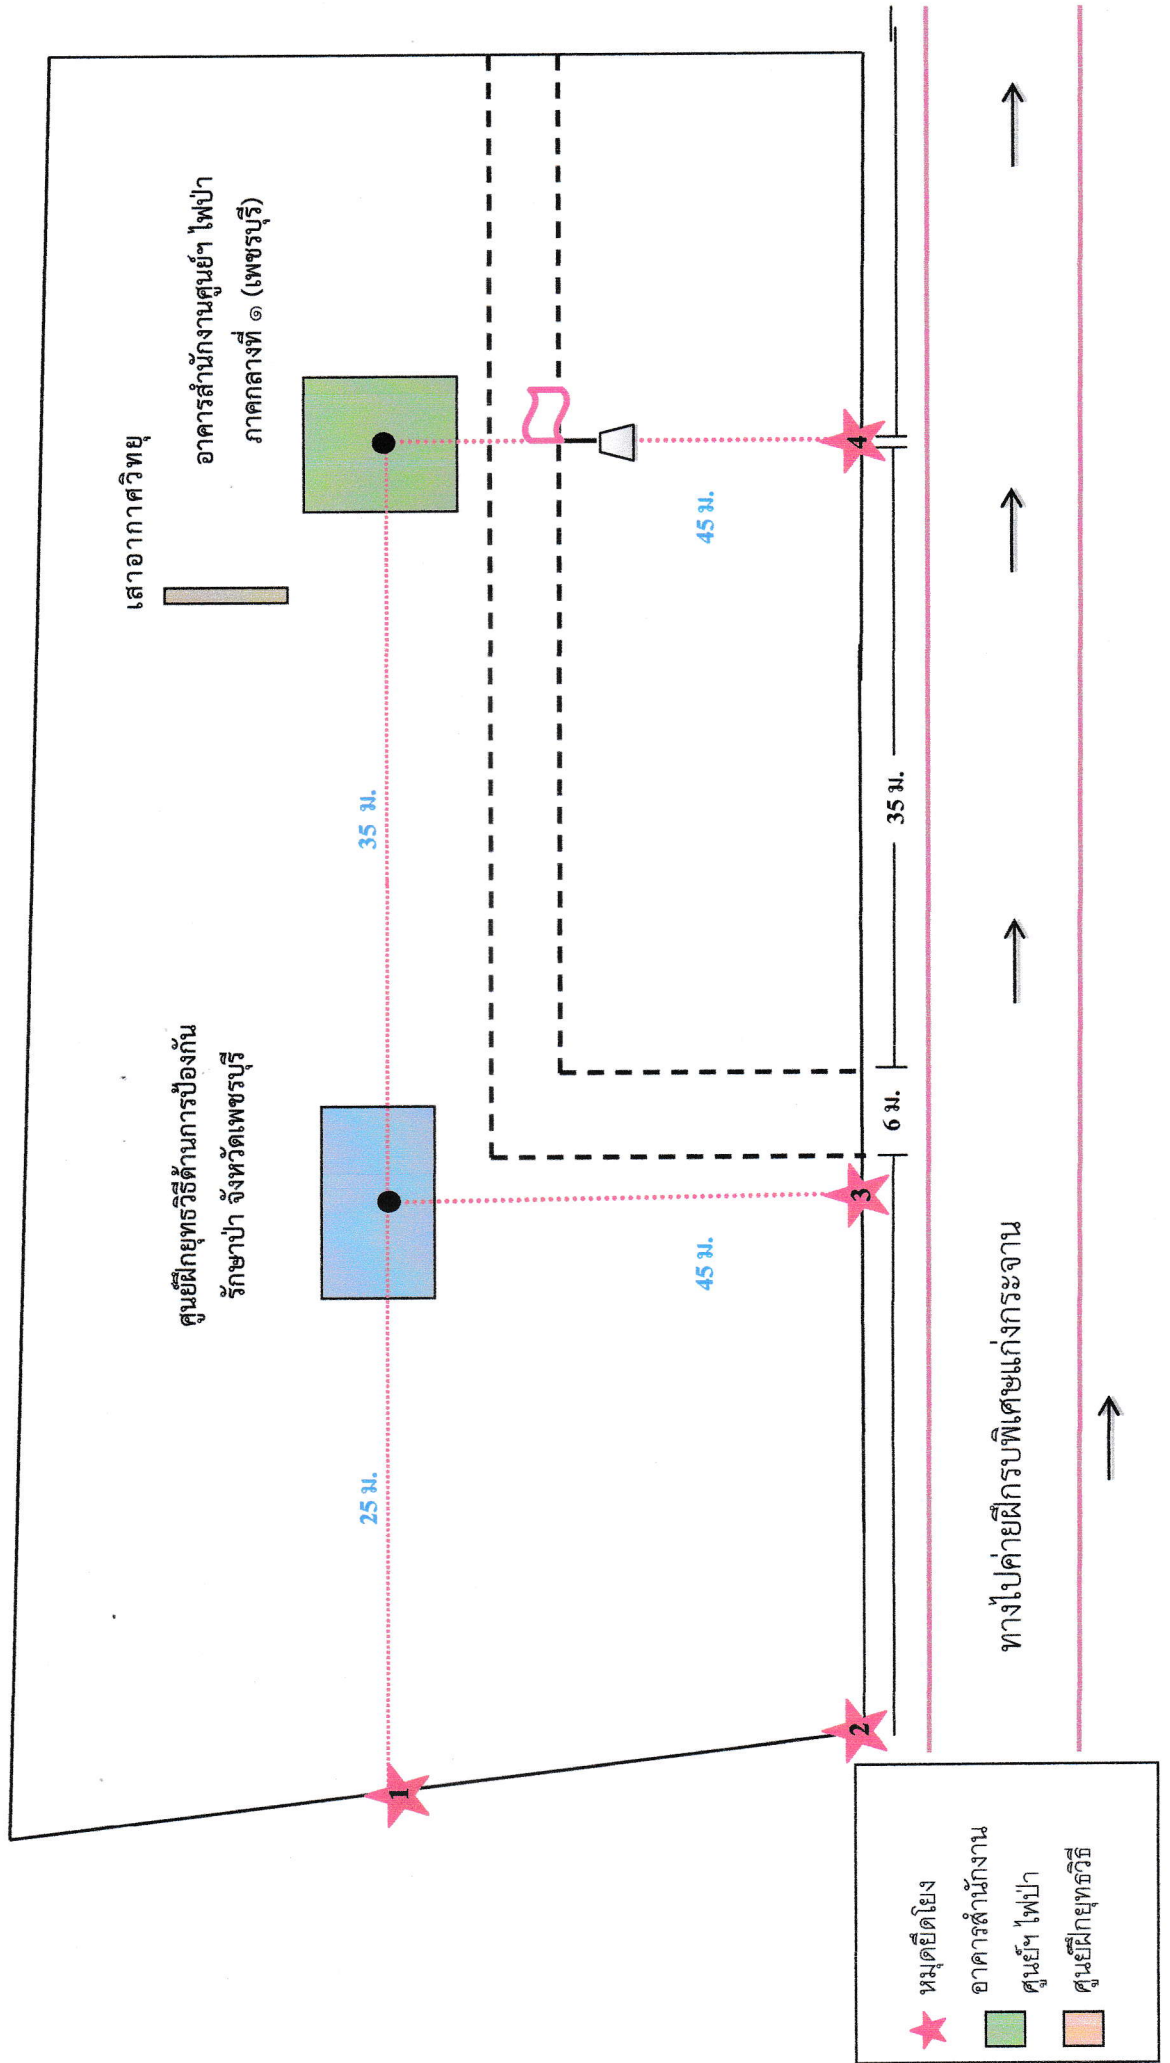 เสาอากาศวิทยุ
อาคารสำนักงานศูนย์ฯ ไฟป่า
ภาคกลางที่ ๑ (เพชรบุรี)
ศูนย์ฝึกยุทธวิธีด้านการป้องกัน
รักษาป่า จังหวัดเพชรบุรี
25 ม.
35 ม.
45 ม.
45 ม.
1
2
3
4
6 ม.
35 ม.
ทางไปค่ายฝึกรบพิเศษแก่งกระจาน
หมุดยึดโยง
อาคารสำนักงาน
ศูนย์ฯ ไฟป่า
ศูนย์ฝึกยุทธวิธี